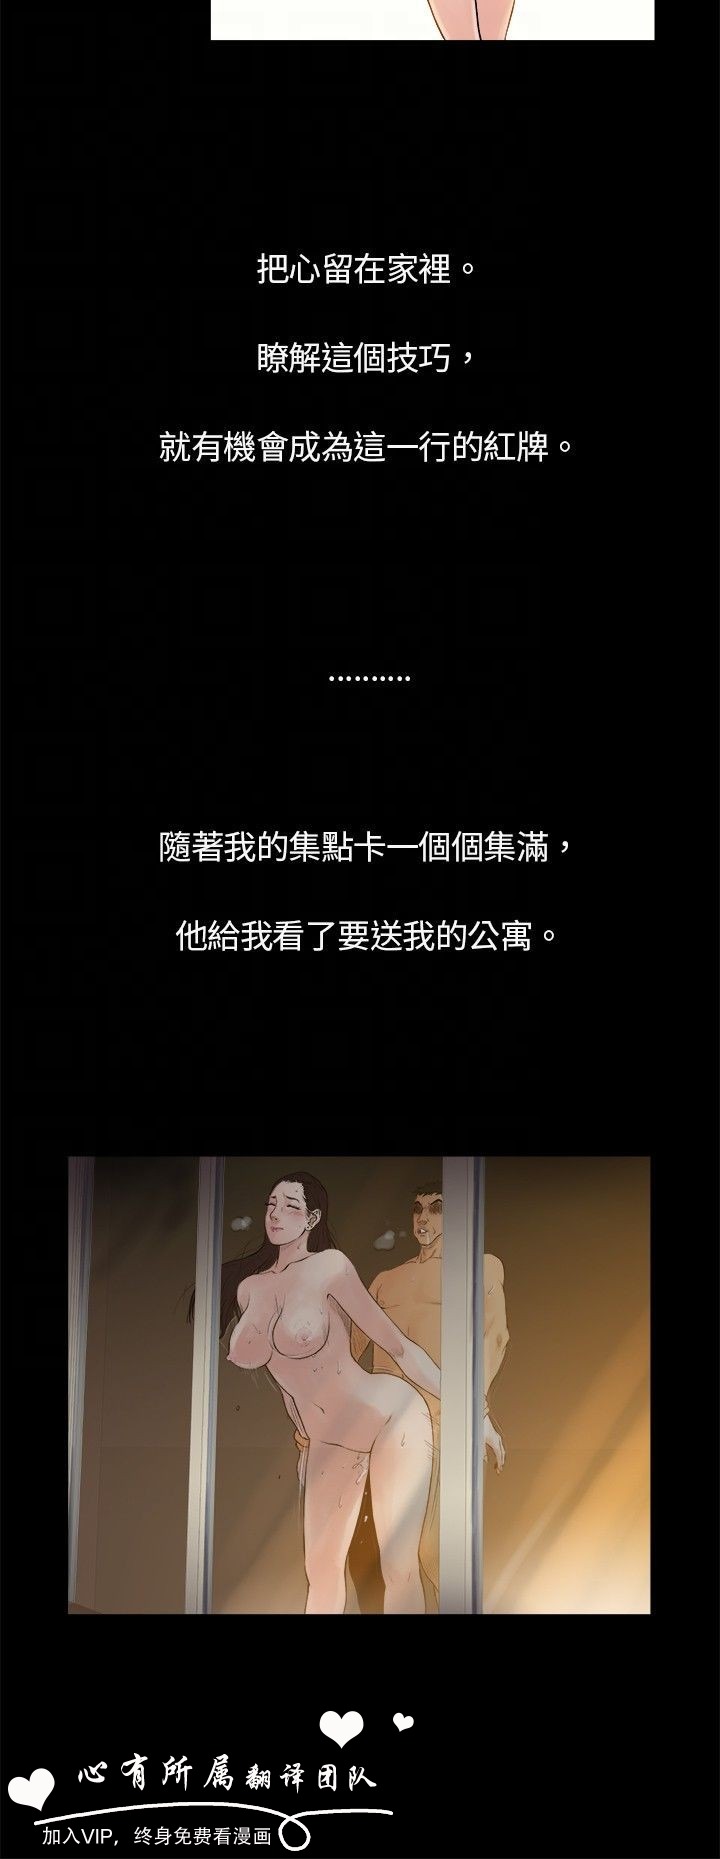 把心留在家裡。
瞭解這個技巧，
就有機會成為這一行的紅牌。
..........
隨著我的集點卡一個個集滿，
他給我看了要送我的公寓。
心有所属翻译团队
加入VIP，终身免费看漫画